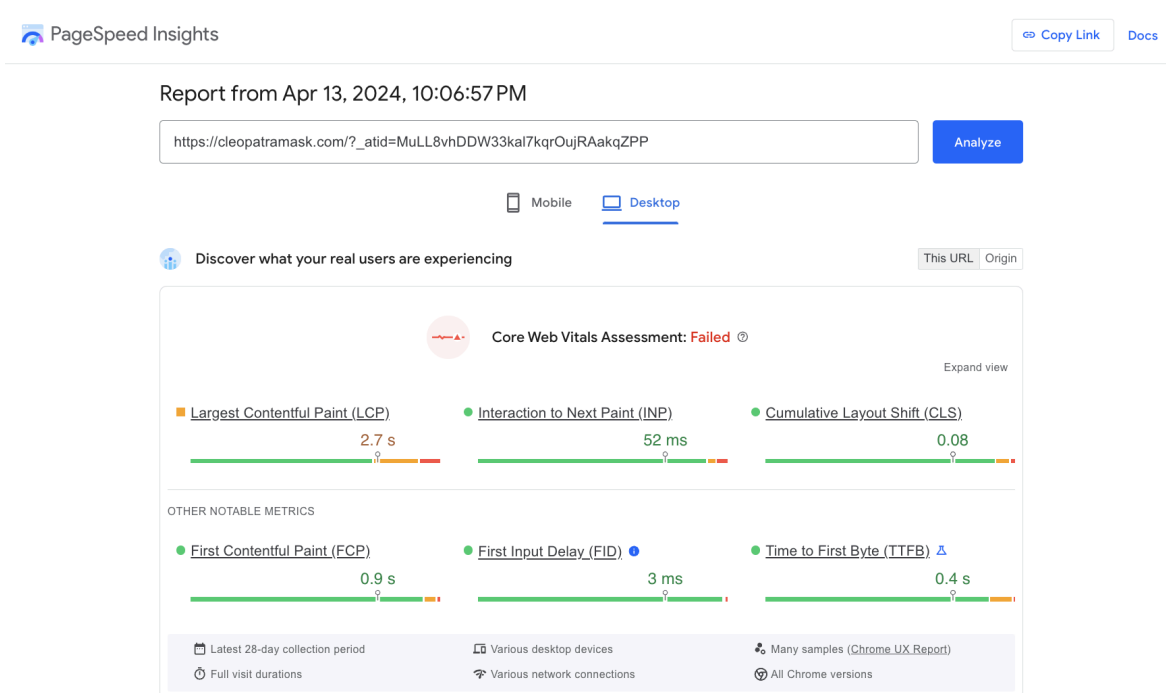 PageSpeed Insights
Copy Link Docs
Report from Apr 13, 2024, 10:06:57 PM
https://cleopatramask.com/?_atid=MuLL8vhDDW33kal7kqrOujRAakqZPP
Analyze
Mobile Desktop
Discover what your real users are experiencing
This URL Origin
Core Web Vitals Assessment: Failed
Expand view
Largest Contentful Paint (LCP) Interaction to Next Paint (INP) Cumulative Layout Shift (CLS)
2.7 s 52 ms 0.08
OTHER NOTABLE METRICS
First Contentful Paint (FCP) First Input Delay (FID) Time to First Byte (TTFB)
0.9 s 3 ms 0.4 s
Latest 28-day collection period Various desktop devices Many samples (Chrome UX Report)
Full visit durations Various network connections All Chrome versions